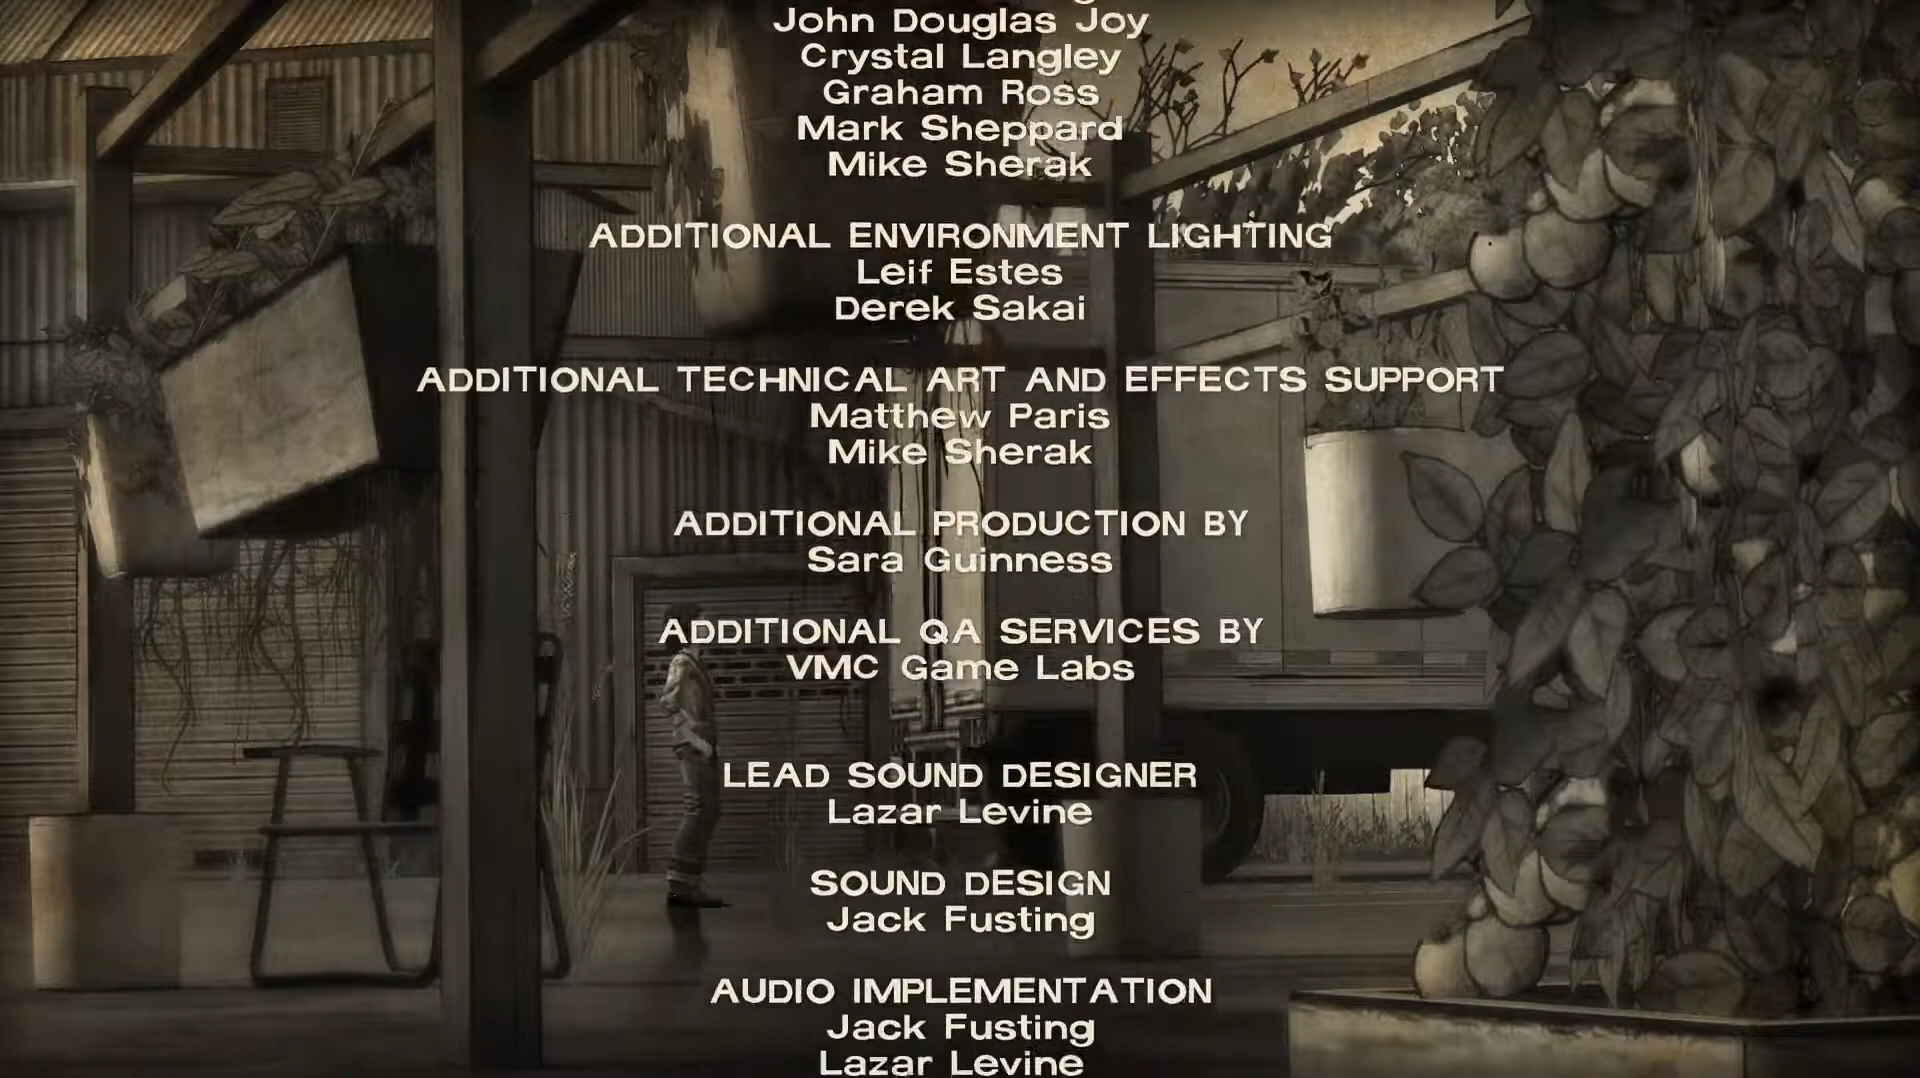 John Douglas Joy
Crystal Langley
Graham Ross
Mark Sheppard
Mike Sherak
ADDITIONAL ENVIRONMENT LIGHTING
Leif Estes
Derek Sakai
ADDITIONAL TECHNICAL ART AND EFFECTS SUPPORT
Matthew Paris
Mike Sherak
ADDITIONAL PRODUCTION BY
Sara Guinness
ADDITIONAL QA SERVICES BY
VMC Game Labs
LEAD SOUND DESIGNER
Lazar Levine
SOUND DESIGN
Jack Fusting
AUDIO IMPLEMENTATION
Jack Fusting
Lazar Levine